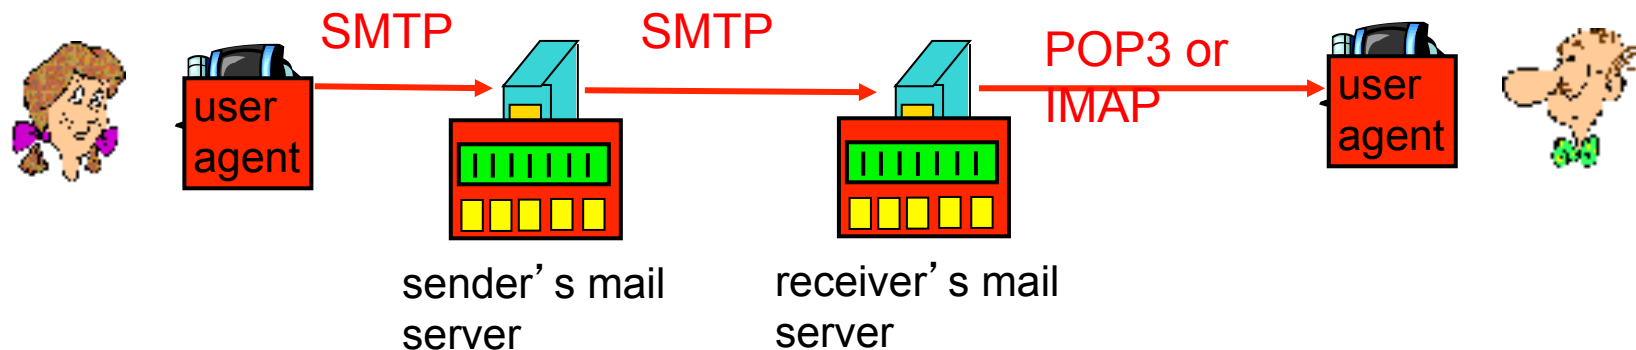 SMTP
SMTP
POP3 or
IMAP
user
agent
user
agent
sender’s mail
server
receiver’s mail
server